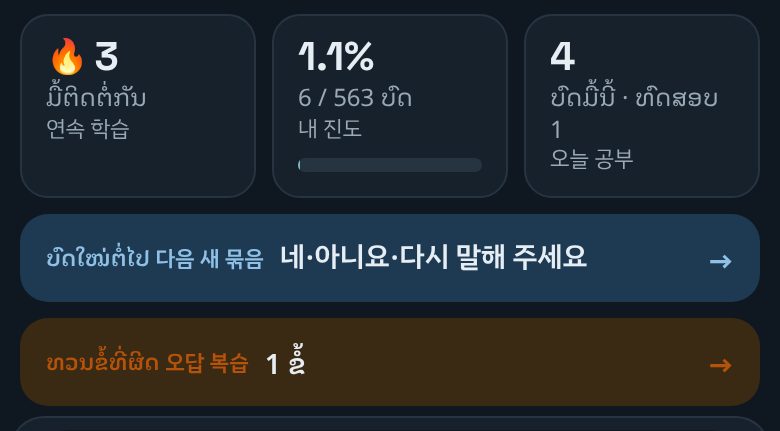 🔥 3
ມື້ຕິດຕໍ່ກັນ
연속 학습
1.1%
6 / 563 ບົດ
내 진도
4
ບົດມື້ນີ້ · ທົດສອບ
1
오늘 공부
ບົດໃໝ່ຕໍ່ໄປ 다음 새 묶음 네·아니요·다시 말해 주세요 →
ທວນຂໍ້ທີ່ຜິດ 오답 복습 1 ຂໍ້ →